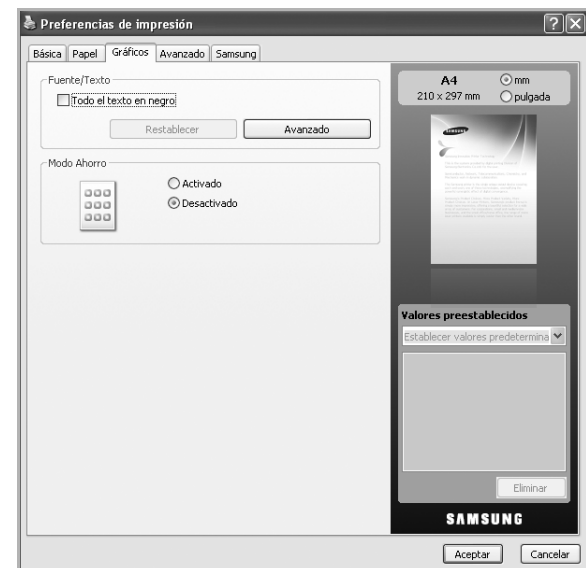 Preferencias de impresión
Básica Papel Gráficos Avanzado Samsung
Fuente/Texto
Todo el texto en negro
Restablecer Avanzado
Modo Ahorro
Activado
Desactivado
A4
210 x 297 mm
mm
pulgada
SAMSUNG
Valores preestablecidos
Establecer valores predetermina
Eliminar
SAMSUNG
Aceptar Cancelar